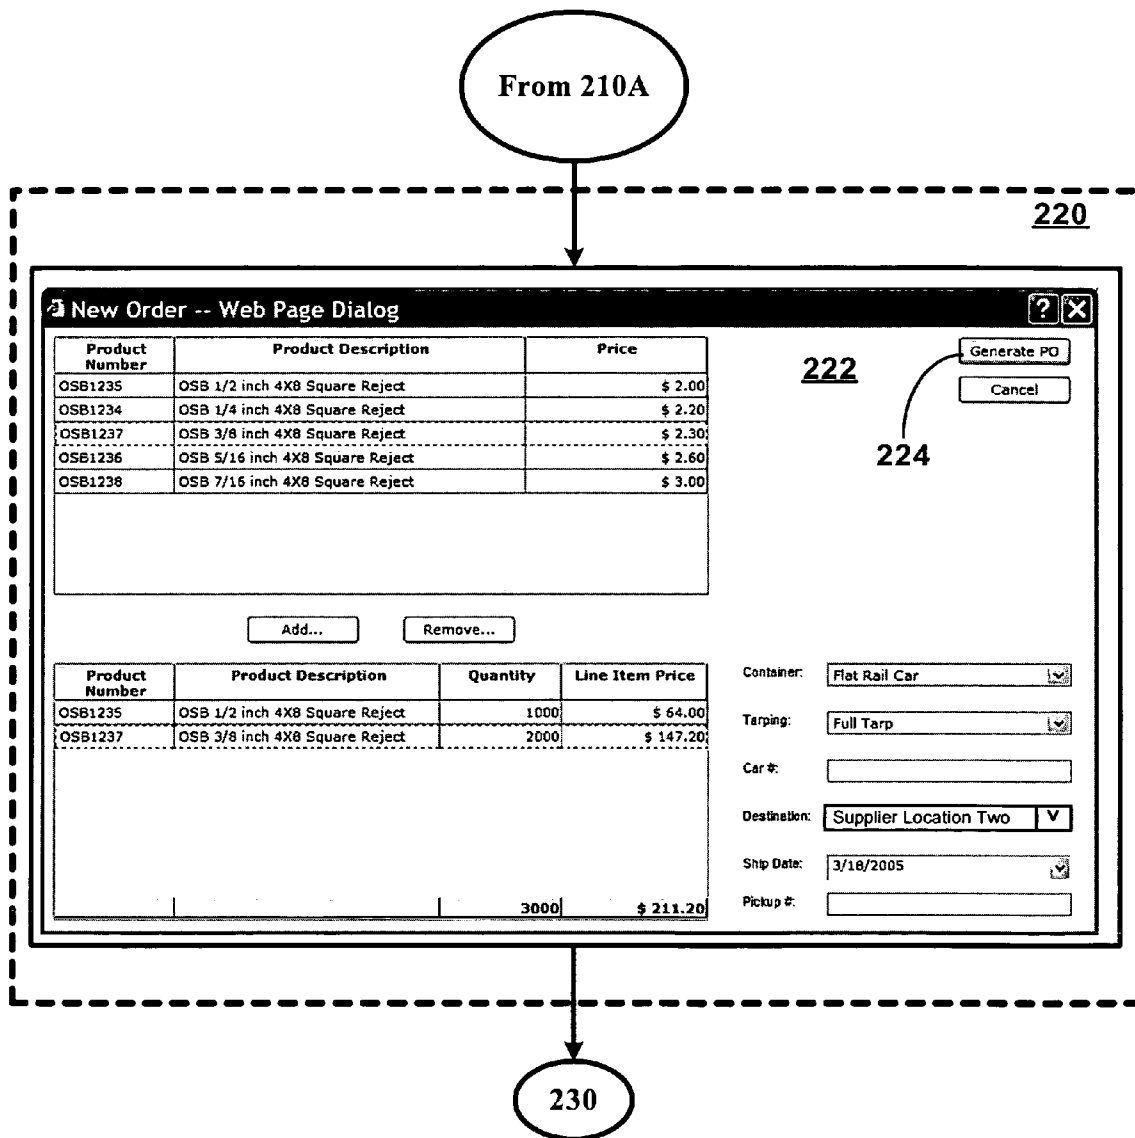 From 210A
220
New Order -- Web Page Dialog
? X
Product Number Product Description Price
OSB1235 OSB 1/2 inch 4X8 Square Reject $ 2.00
OSB1234 OSB 1/4 inch 4X8 Square Reject $ 2.20
OSB1237 OSB 3/8 inch 4X8 Square Reject $ 2.30
OSB1236 OSB 5/16 inch 4X8 Square Reject $ 2.60
OSB1238 OSB 7/16 inch 4X8 Square Reject $ 3.00
222
Generate PO
Cancel
224
Add... Remove...
Product Number Product Description Quantity Line Item Price
OSB1235 OSB 1/2 inch 4X8 Square Reject 1000 $ 64.00
OSB1237 OSB 3/8 inch 4X8 Square Reject 2000 $ 147.20
3000 $ 211.20
Container: Flat Rail Car
Tarping: Full Tarp
Car #:
Destination: Supplier Location Two V
Ship Date: 3/18/2005
Pickup #:
230